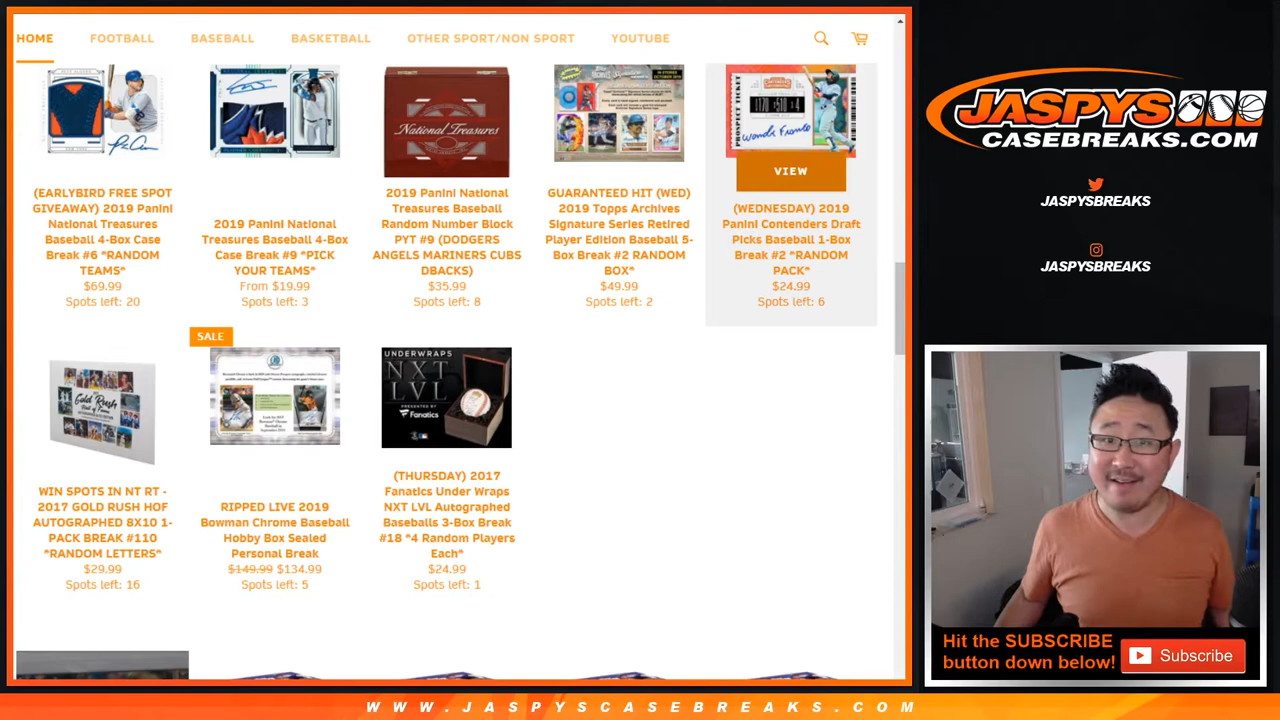 HOME FOOTBALL BASEBALL BASKETBALL OTHER SPORT/NON SPORT YOUTUBE
(EARLYBIRD FREE SPOT
GIVEAWAY) 2019 Panini
National Treasures
Baseball 4-Box Case
Break #6 *RANDOM
TEAMS*
$69.99
Spots left: 20
2019 Panini National
Treasures Baseball 4-Box
Case Break #9 *PICK
YOUR TEAMS*
From $19.99
Spots left: 3
National Treasures
2019 Panini National
Treasures Baseball
Random Number Block
PYT #9 (DODGERS
ANGELS MARINERS CUBS
DBACKS)
$35.99
Spots left: 8
GUARANTEED HIT (WED)
2019 Topps Archives
Signature Series Retired
Player Edition Baseball 5-
Box Break #2 RANDOM
BOX*
$49.99
Spots left: 2
PROSPECT TICKET
VIEW
(WEDNESDAY) 2019
Panini Contenders Draft
Picks Baseball 1-Box
Break #2 *RANDOM
PACK*
$24.99
Spots left: 6
Gold Rush
WIN SPOTS IN NT RT -
2017 GOLD RUSH HOF
AUTOGRAPHED 8X10 1-
PACK BREAK #110
*RANDOM LETTERS*
$29.99
Spots left: 16
SALE
RIPPED LIVE 2019
Bowman Chrome Baseball
Hobby Box Sealed
Personal Break
$149.99 $134.99
Spots left: 5
UNDERWRAPS
NXT
LVL
PRESENTED BY
Fanatics
(THURSDAY) 2017
Fanatics Under Wraps
NXT LVL Autographed
Baseballs 3-Box Break
#18 *4 Random Players
Each*
$24.99
Spots left: 1
JASPYS
CASEBREAKS.COM
JASPYSBREAKS
JASPYSBREAKS
Hit the SUBSCRIBE
button down below!
Subscribe
WWW.JASPYSCASEBREAKS.COM